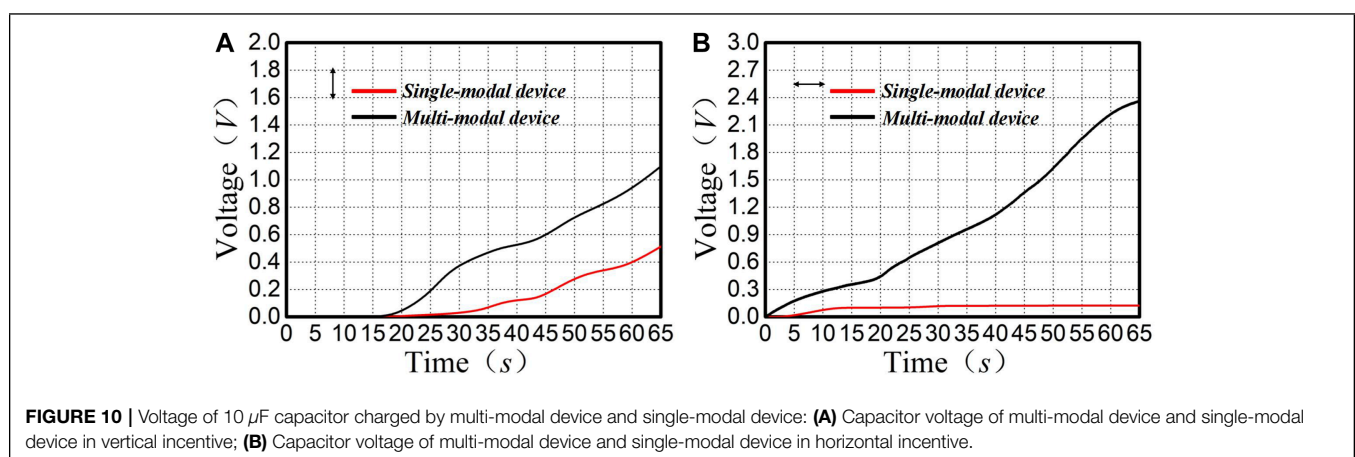 A
2.0
1.8
1.6
1.4
1.2
1.0
0.8
0.6
0.4
0.2
0.0
Voltage（V）
Single-modal device
Multi-modal device
0 5 10 15 20 25 30 35 40 45 50 55 60 65
Time（s）
B
3.0
2.7
2.4
2.1
1.8
1.5
1.2
0.9
0.6
0.3
0.0
Voltage（V）
Single-modal device
Multi-modal device
0 5 10 15 20 25 30 35 40 45 50 55 60 65
Time（s）
FIGURE 10 | Voltage of 10 μF capacitor charged by multi-modal device and single-modal device: (A) Capacitor voltage of multi-modal device and single-modal
device in vertical incentive; (B) Capacitor voltage of multi-modal device and single-modal device in horizontal incentive.